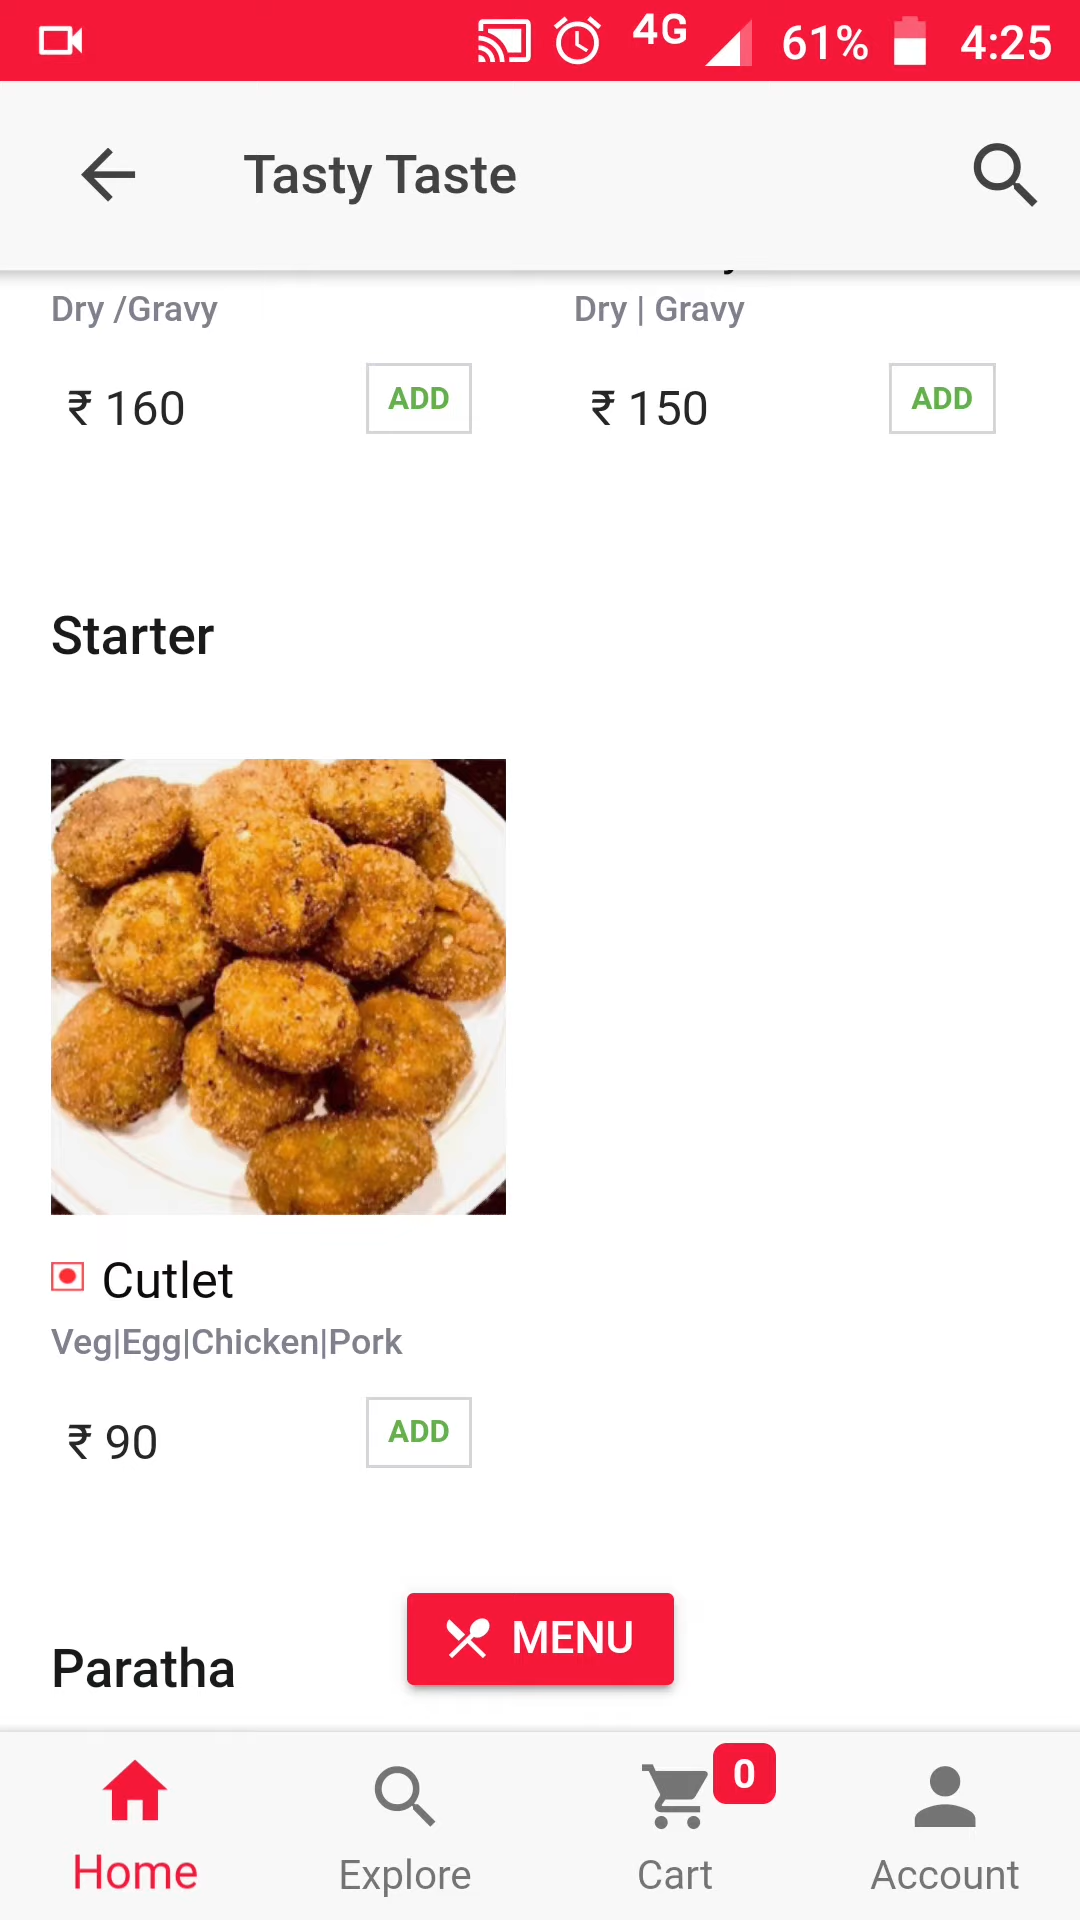 4G 61% 4:25
Tasty Taste
Dry /Gravy Dry | Gravy
₹ 160 ADD ₹ 150 ADD
Starter
Cutlet
Veg|Egg|Chicken|Pork
₹ 90 ADD
MENU
Paratha
0
Home Explore Cart Account